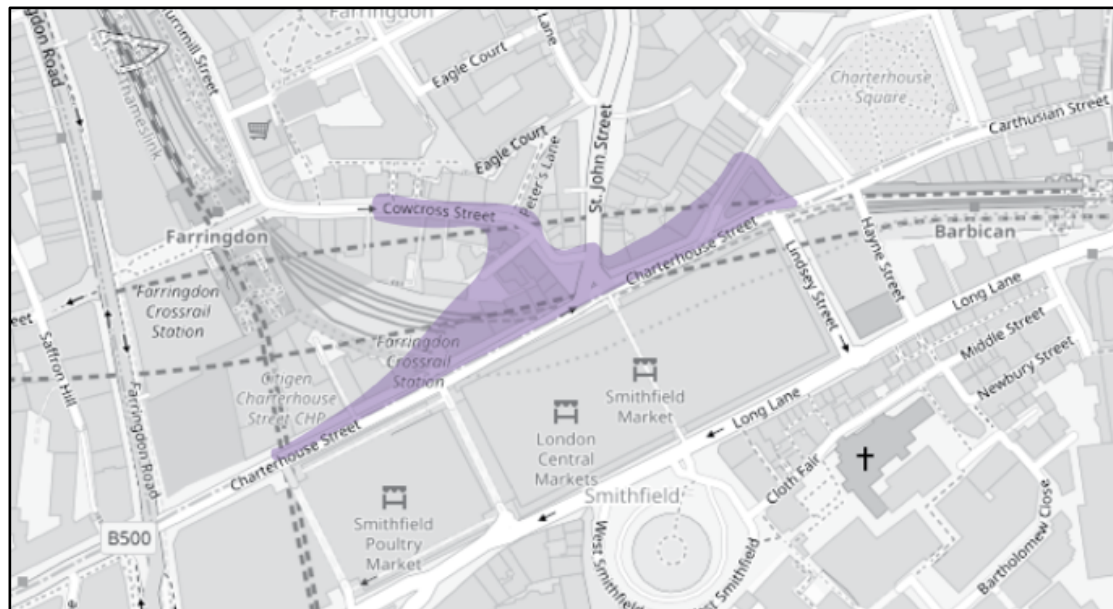 Farringdon
gdon Road
Turnmill Street
Lane
Eagle Court
Charterhouse
Square
Carthusian Street
Thameslink
St. John Street
Eagle Court
Peter's Lane
Cowcross Street
Farringdon
Charterhouse Street
Hayne Street
Barbican
Lindsey Street
Long Lane
Farringdon
Crossrail
Station
Middle Street
Saffron Hill
Farringdon
Crossrail
Station
Newbury Street
Citigen
Charterhouse
Street CHP
Smithfield
Market
Farringdon Road
Charterhouse Street
Long Lane
London
Central
Markets
Cloth Fair
Smithfield
B500
Smithfield
Poultry
Market
West Smithfield
West Smithfield
Bartholomew Close